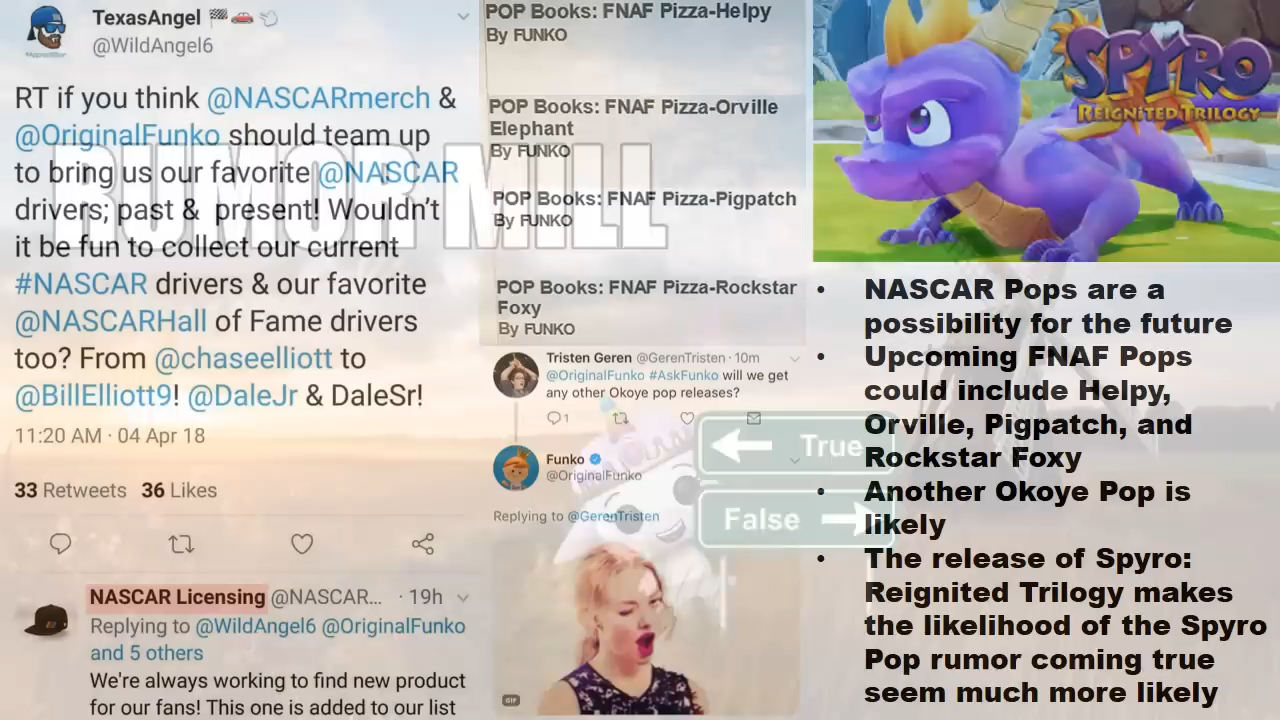 TexasAngel
@WildAngel6
RT if you think @NASCARmerch &
@OriginalFunko should team up
to bring us our favorite @NASCAR
drivers; past & present! Wouldn't
it be fun to collect our current
#NASCAR drivers & our favorite
@NASCARHall of Fame drivers
too? From @chaseelliott to
@BillElliott9! @DaleJr & DaleSr!
11:20 AM · 04 Apr 18
33 Retweets 36 Likes
NASCAR Licensing @NASCAR... · 19h
Replying to @WildAngel6 @OriginalFunko
and 5 others
We're always working to find new product
for our fans! This one is added to our list
RUMOR MILL
POP Books: FNAF Pizza-Helpy
By FUNKO
POP Books: FNAF Pizza-Orville
Elephant
By FUNKO
POP Books: FNAF Pizza-Pigpatch
By FUNKO
POP Books: FNAF Pizza-Rockstar
Foxy
By FUNKO
Tristen Geren @GerenTristen · 10m
@OriginalFunko #AskFunko will we get
any other Okoye pop releases?
1
Funko
@OriginalFunko
Replying to @GerenTristen
GIF
True
False
SPYRO
REIGNITED TRILOGY
• NASCAR Pops are a
possibility for the future
• Upcoming FNAF Pops
could include Helpy,
Orville, Pigpatch, and
Rockstar Foxy
• Another Okoye Pop is
likely
• The release of Spyro:
Reignited Trilogy makes
the likelihood of the Spyro
Pop rumor coming true
seem much more likely